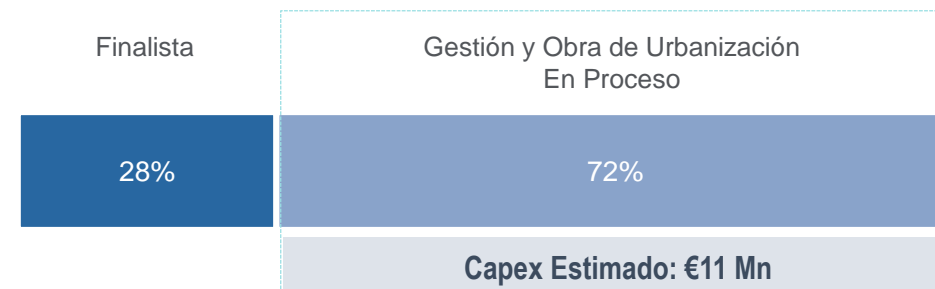 Finalista
Gestión y Obra de Urbanización
En Proceso
28%
72%
Capex Estimado: €11 Mn